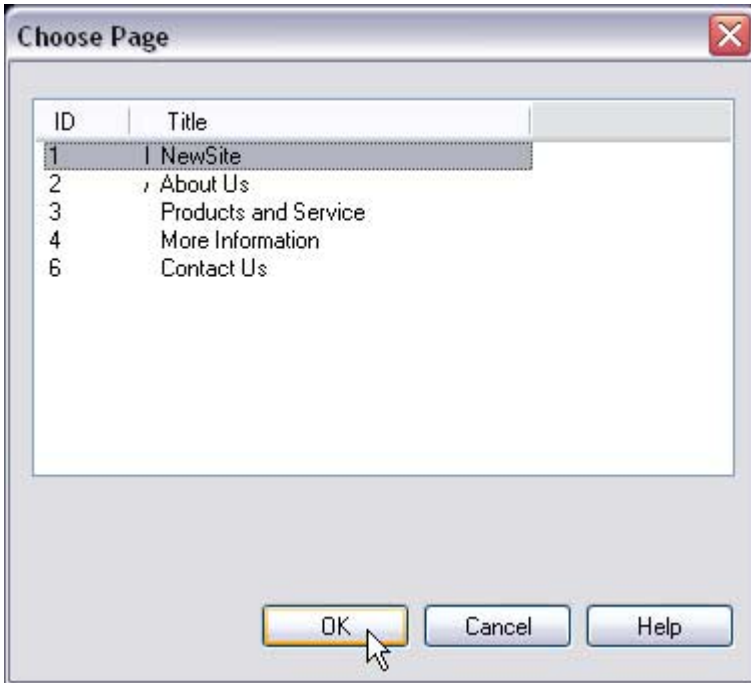 Choose Page
ID Title
1 NewSite
2 About Us
3 Products and Service
4 More Information
6 Contact Us
OK Cancel Help